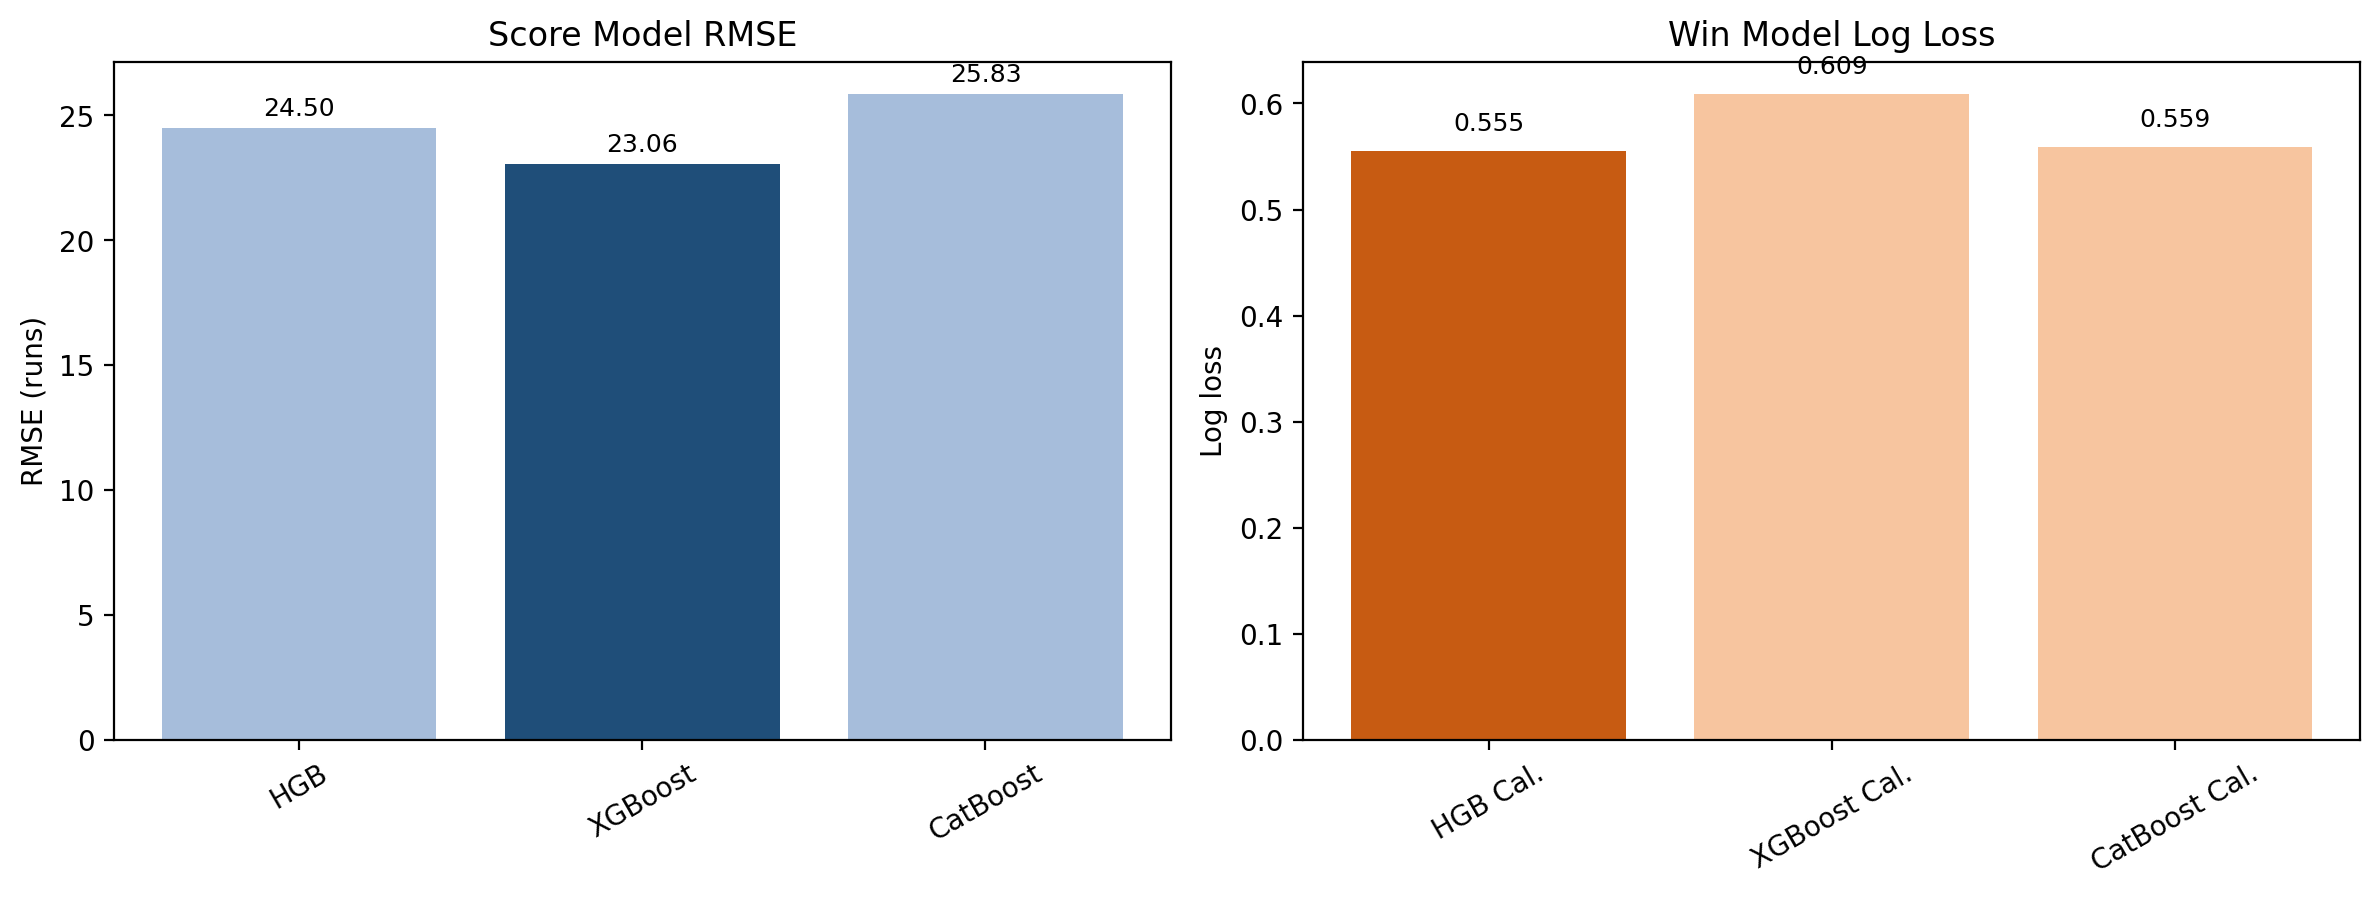 Score Model RMSE
RMSE (runs)
25
20
15
10
5
0
24.50
23.06
25.83
HGB
XGBoost
CatBoost
Win Model Log Loss
Log loss
0.6
0.5
0.4
0.3
0.2
0.1
0.0
0.555
0.609
0.559
HGB Cal.
XGBoost Cal.
CatBoost Cal.